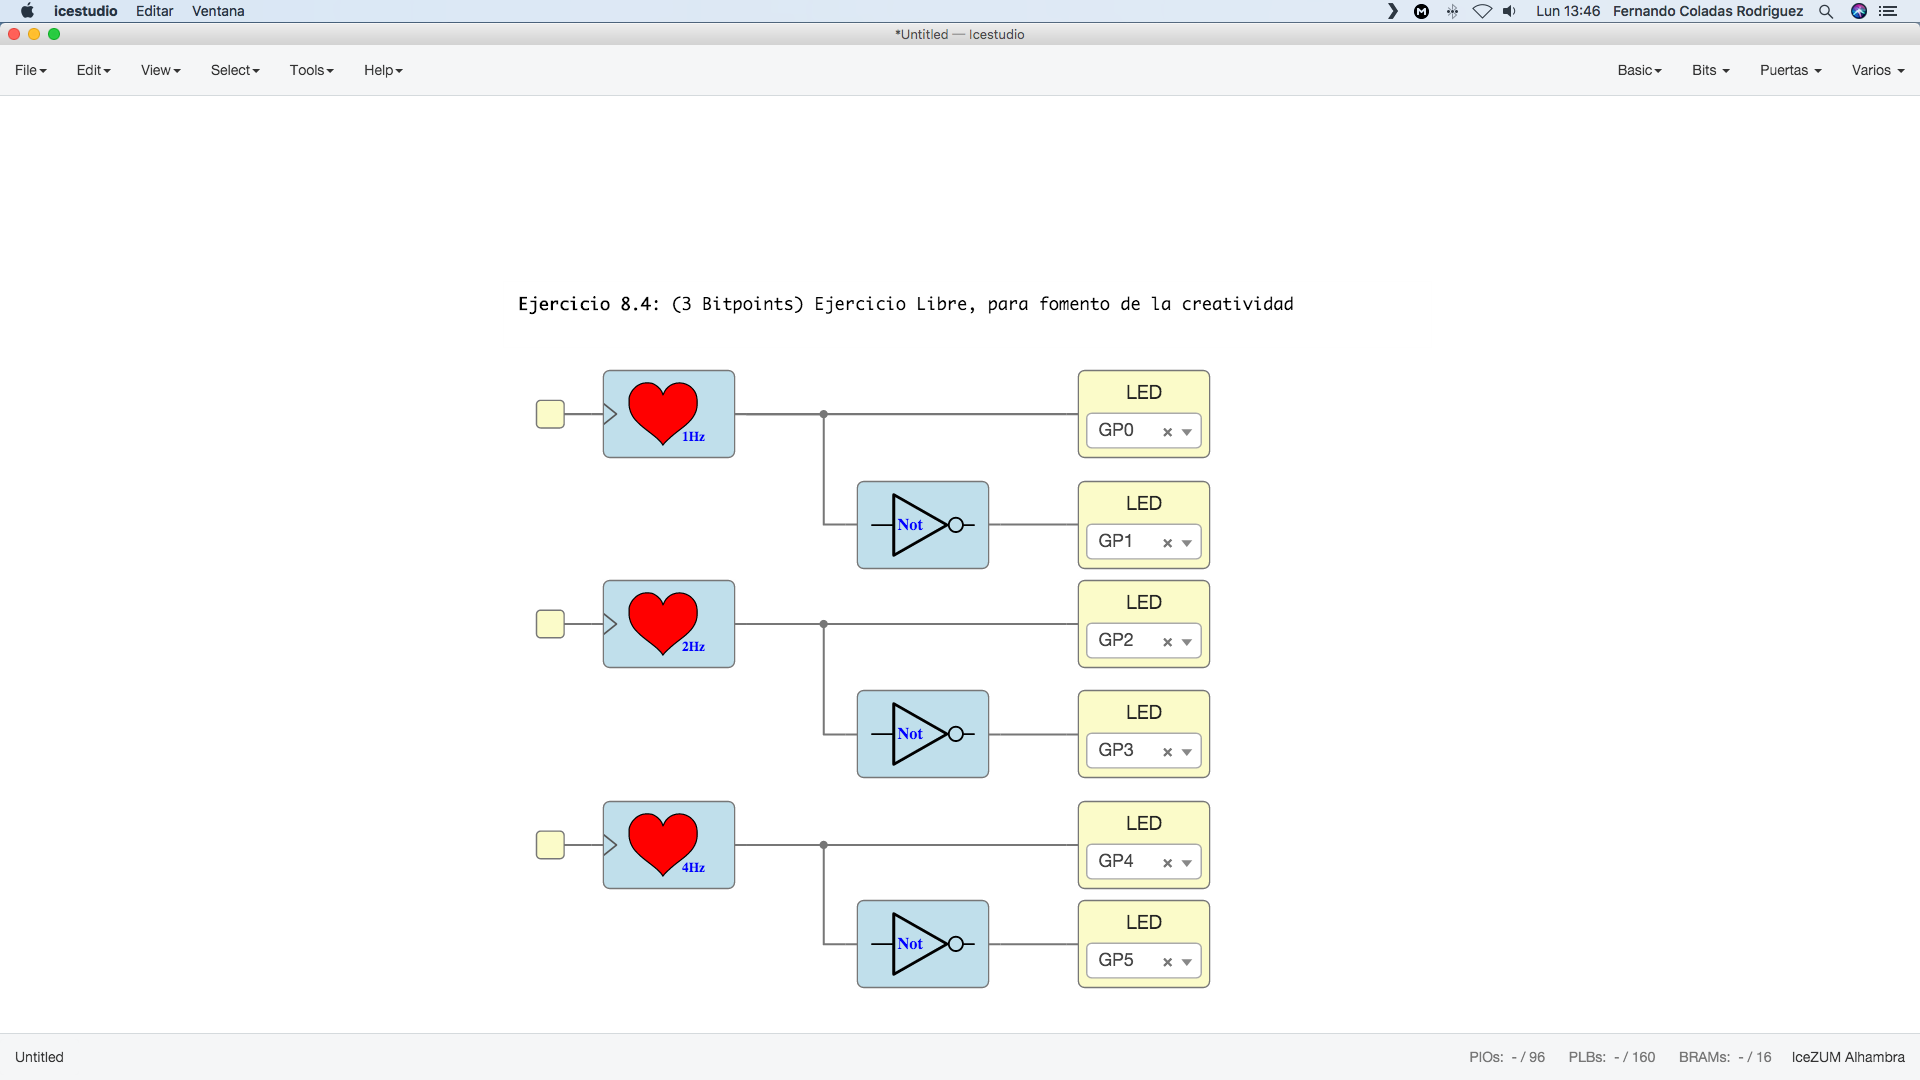 icestudio Editar Ventana Lun 13:46 Fernando Coladas Rodriguez
*Untitled — Icestudio
File Edit View Select Tools Help Basic Bits Puertas Varios
Ejercicio 8.4: (3 Bitpoints) Ejercicio Libre, para fomento de la creatividad
1Hz
LED
GP0
Not
LED
GP1
2Hz
LED
GP2
Not
LED
GP3
4Hz
LED
GP4
Not
LED
GP5
Untitled PIOs: - / 96 PLBs: - / 160 BRAMs: - / 16 IceZUM Alhambra